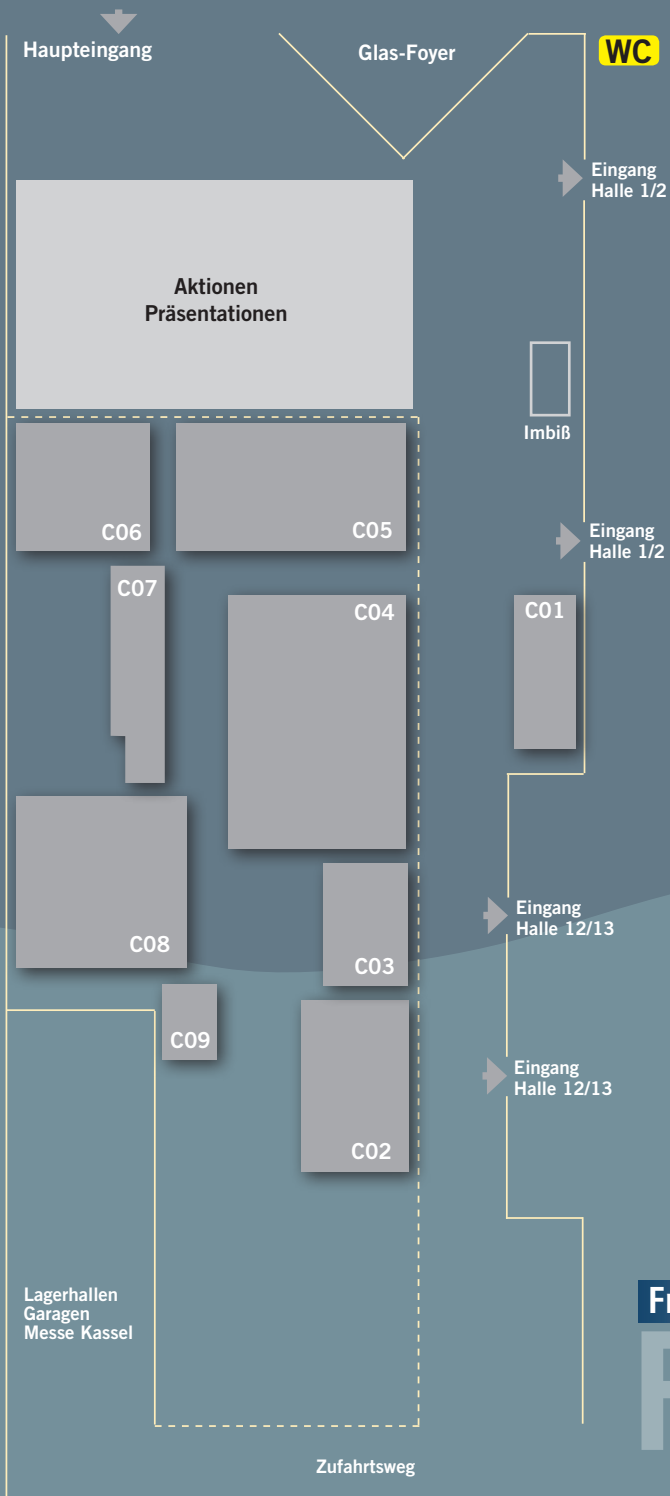 Haupteingang
Glas-Foyer
WC
Eingang
Halle 1/2
Aktionen
Präsentationen
Imbiß
C06
C05
Eingang
Halle 1/2
C07
C04
C01
C08
C03
Eingang
Halle 12/13
C09
C02
Eingang
Halle 12/13
Lagerhallen
Garagen
Messe Kassel
Zufahrtsweg